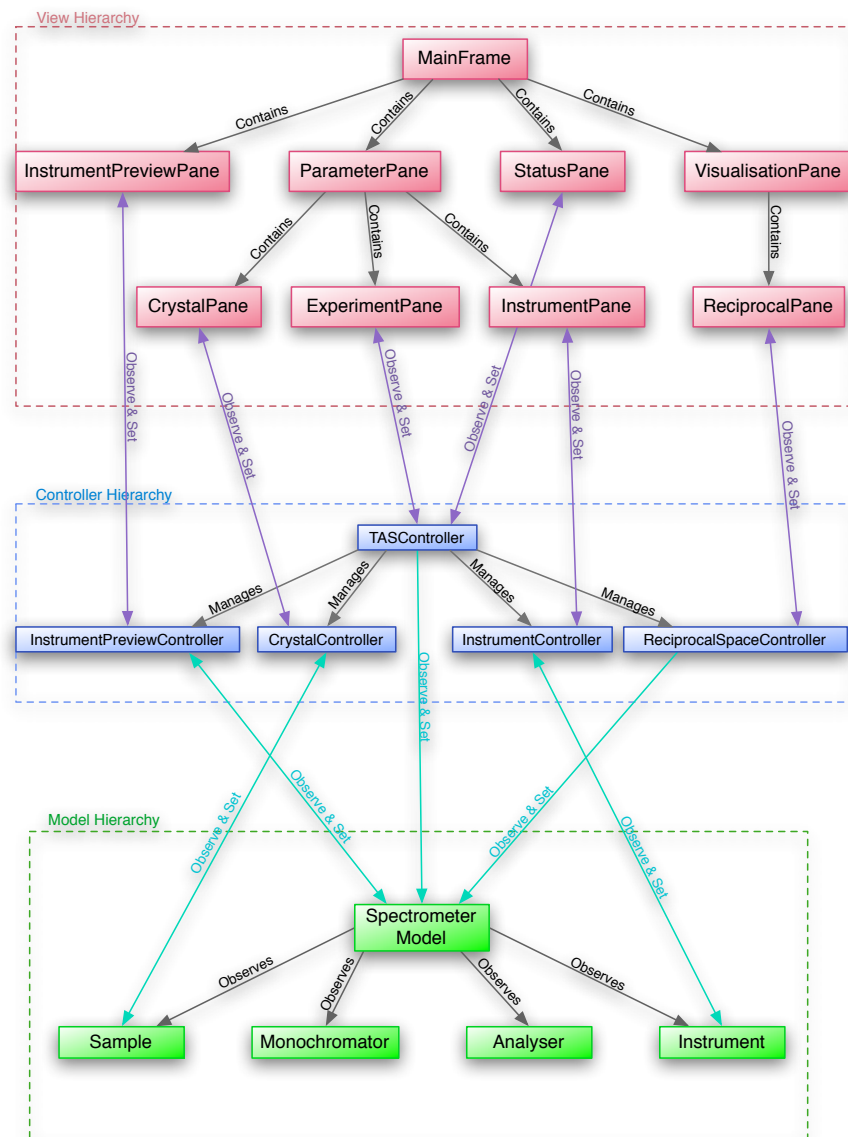 View Hierarchy
MainFrame
Contains
Contains
Contains
Contains
InstrumentPreviewPane
ParameterPane
StatusPane
VisualisationPane
Contains
Contains
Contains
Contains
CrystalPane
ExperimentPane
InstrumentPane
ReciprocalPane
Observe & Set
Observe & Set
Observe & Set
Observe & Set
Observe & Set
Observe & Set
Controller Hierarchy
TASController
Manages
Manages
Manages
Manages
InstrumentPreviewController
CrystalController
InstrumentController
ReciprocalSpaceController
Observe & Set
Observe & Set
Observe & Set
Observe & Set
Observe & Set
Model Hierarchy
Spectrometer
Model
Observes
Observes
Observes
Observes
Sample
Monochromator
Analyser
Instrument